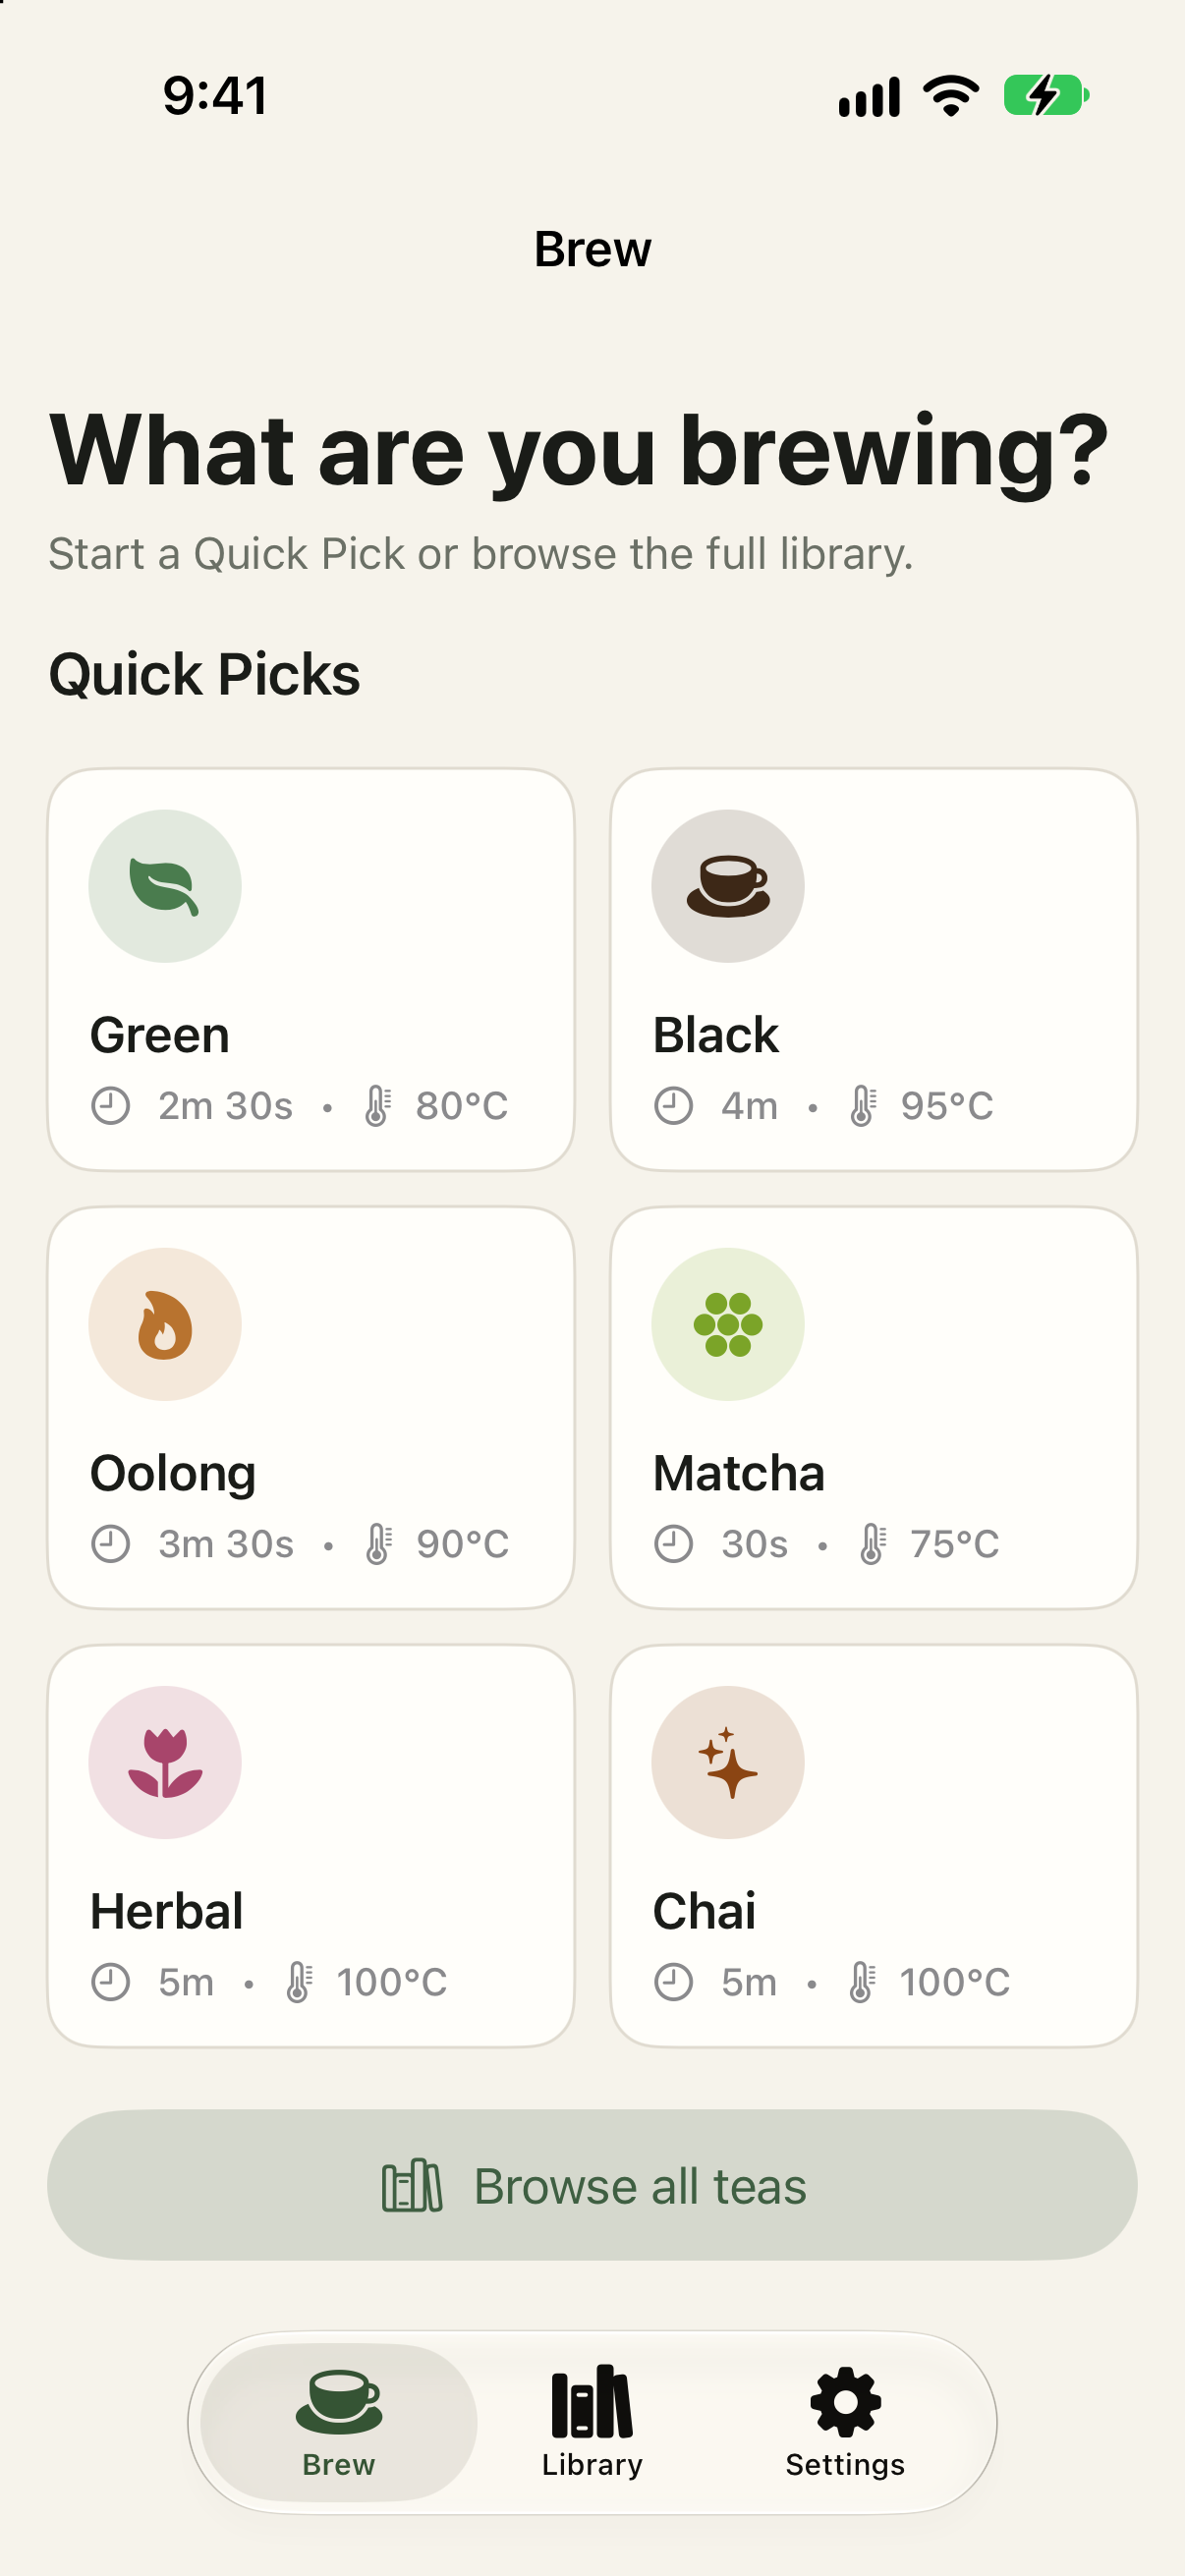 9:41
Brew
What are you brewing?
Start a Quick Pick or browse the full library.
Quick Picks
Green
2m 30s • 80°C
Black
4m • 95°C
Oolong
3m 30s • 90°C
Matcha
30s • 75°C
Herbal
5m • 100°C
Chai
5m • 100°C
Browse all teas
Brew
Library
Settings